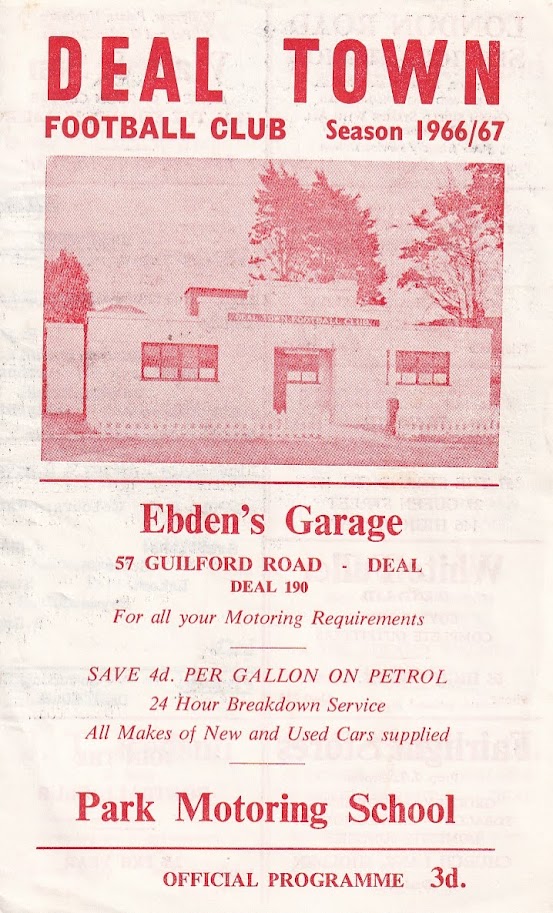 DEAL TOWN
FOOTBALL CLUB Season 1966/67
DEAL TOWN FOOTBALL CLUB
Ebden's Garage
57 GUILFORD ROAD - DEAL
DEAL 190
For all your Motoring Requirements
SAVE 4d. PER GALLON ON PETROL
24 Hour Breakdown Service
All Makes of New and Used Cars supplied
Park Motoring School
OFFICIAL PROGRAMME 3d.